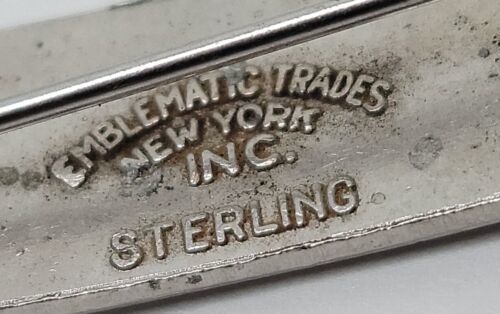 EMBLEMATIC TRADES
NEW YORK
INC.
STERLING